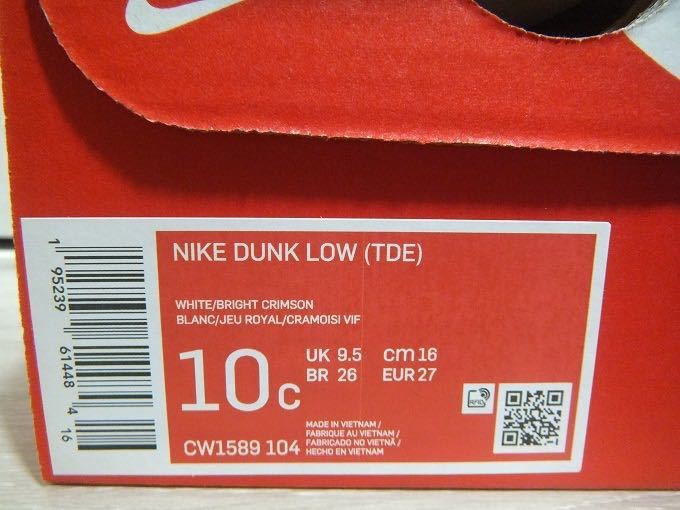 NIKE DUNK LOW (TDE)
WHITE/BRIGHT CRIMSON
BLANC/JEU ROYAL/CRAMOISI VIF
10C
UK 9.5 cm 16
BR 26 EUR 27
MADE IN VIETNAM /
FABRIQUE AU VIETNAM /
FABRICADO NO VIETNÃ /
HECHO EN VIETNAM
CW1589 104
RFID
1 95239 61448 4 16